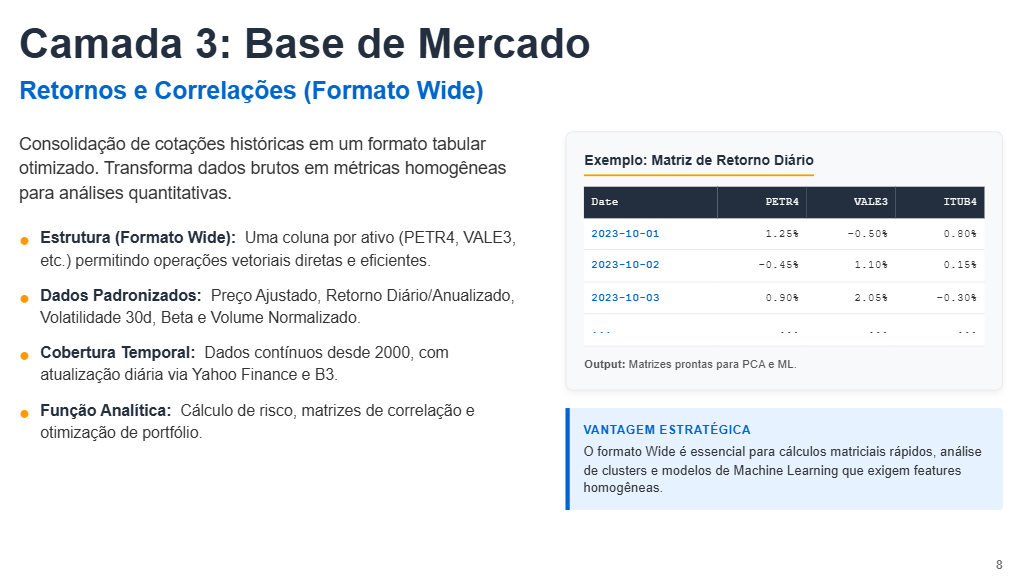 Camada 3: Base de Mercado
Retornos e Correlações (Formato Wide)
Consolidação de cotações históricas em um formato tabular
otimizado. Transforma dados brutos em métricas homogêneas
para análises quantitativas.
● Estrutura (Formato Wide): Uma coluna por ativo (PETR4, VALE3,
etc.) permitindo operações vetoriais diretas e eficientes.
● Dados Padronizados: Preço Ajustado, Retorno Diário/Anualizado,
Volatilidade 30d, Beta e Volume Normalizado.
● Cobertura Temporal: Dados contínuos desde 2000, com
atualização diária via Yahoo Finance e B3.
● Função Analítica: Cálculo de risco, matrizes de correlação e
otimização de portfólio.
Exemplo: Matriz de Retorno Diário
Date PETR4 VALE3 ITUB4
2023-10-01 1.25% -0.50% 0.80%
2023-10-02 -0.45% 1.10% 0.15%
2023-10-03 0.90% 2.05% -0.30%
... ... ... ...
Output: Matrizes prontas para PCA e ML.
VANTAGEM ESTRATÉGICA
O formato Wide é essencial para cálculos matriciais rápidos, análise
de clusters e modelos de Machine Learning que exigem features
homogêneas.
8